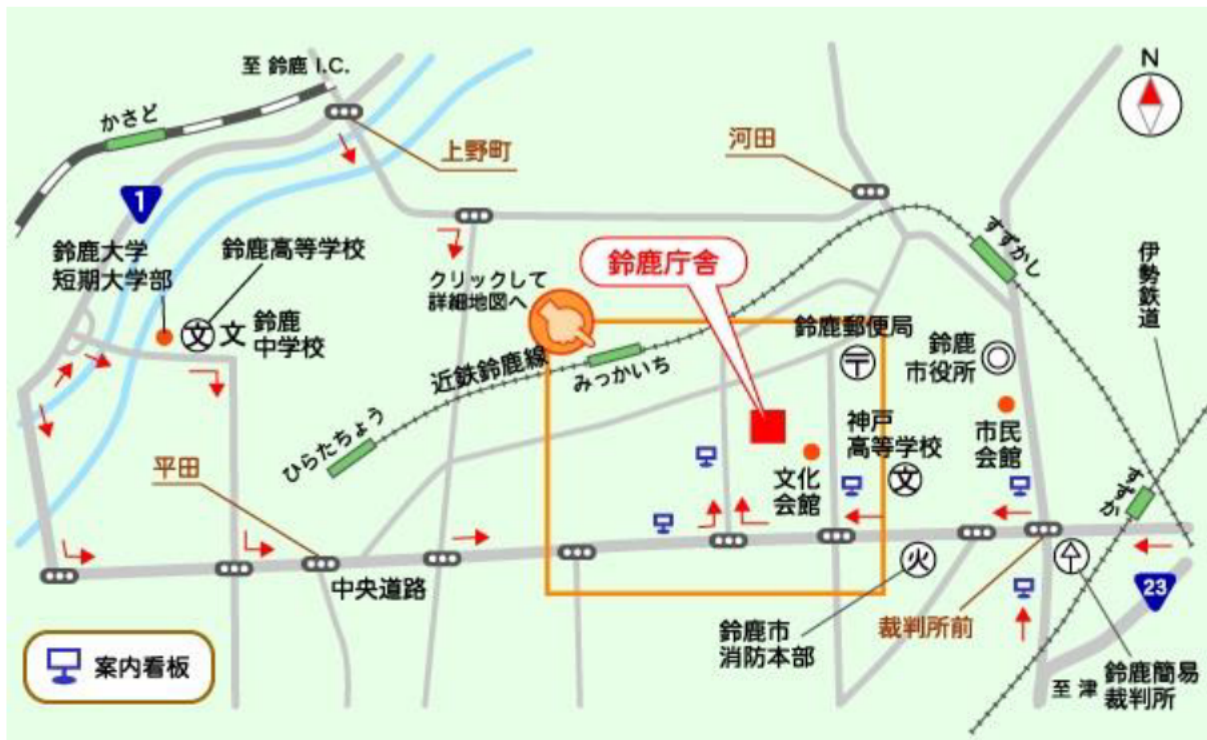 至 鈴鹿 I.C.
N
かさど
上野町
河田
1
鈴鹿大学
短期大学部
鈴鹿高等学校
文
文
鈴鹿
中学校
クリックして
詳細地図へ
鈴鹿庁舎
すずかし
伊勢鉄道
近鉄鈴鹿線
みっかいち
鈴鹿郵便局
〒
鈴鹿
市役所
ひらたちょう
平田
文化
会館
神戸
高等学校
文
市民
会館
すずか
中央道路
火
鈴鹿市
消防本部
裁判所前
23
至 津
鈴鹿簡易
裁判所
案内看板